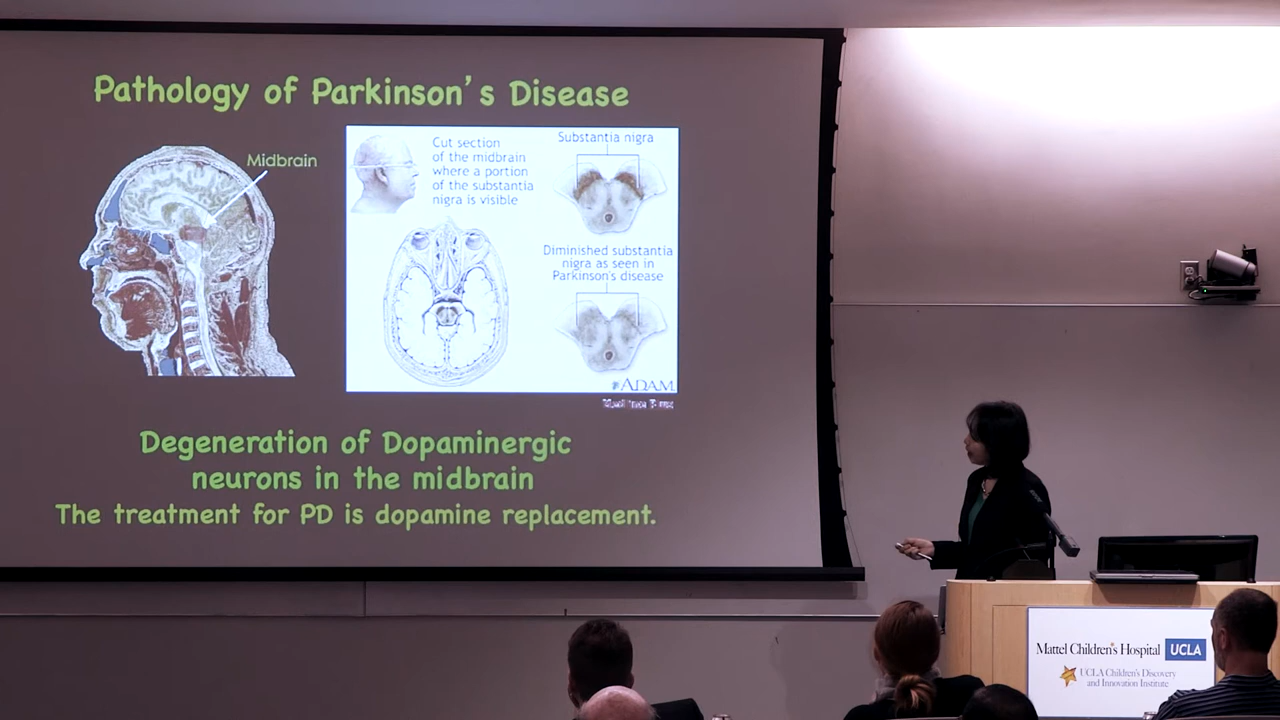 Pathology of Parkinson's Disease
Midbrain
Cut section
of the midbrain
where a portion
of the substantia
nigra is visible
Substantia nigra
Diminished substantia
nigra as seen in
Parkinson's disease
ADAM
Degeneration of Dopaminergic
neurons in the midbrain
The treatment for PD is dopamine replacement.
Mattel Children's Hospital UCLA
UCLA Children's Discovery
and Innovation Institute